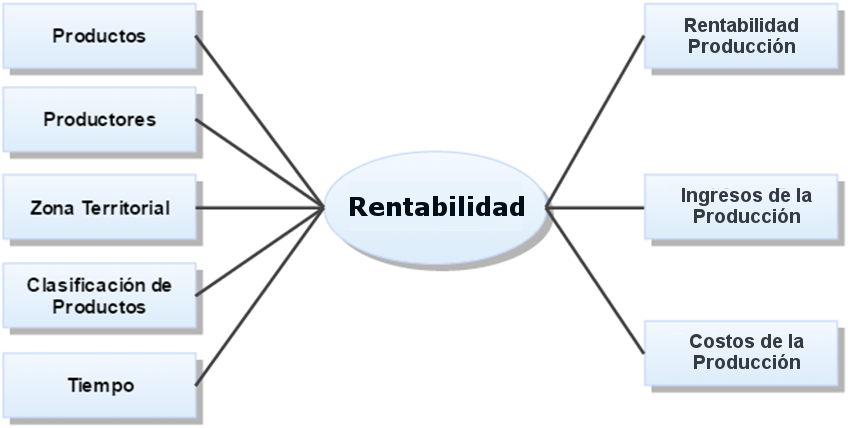 Productos
Productores
Zona Territorial
Clasificación de
Productos
Tiempo
Rentabilidad
Rentabilidad
Producción
Ingresos de la
Producción
Costos de la
Producción